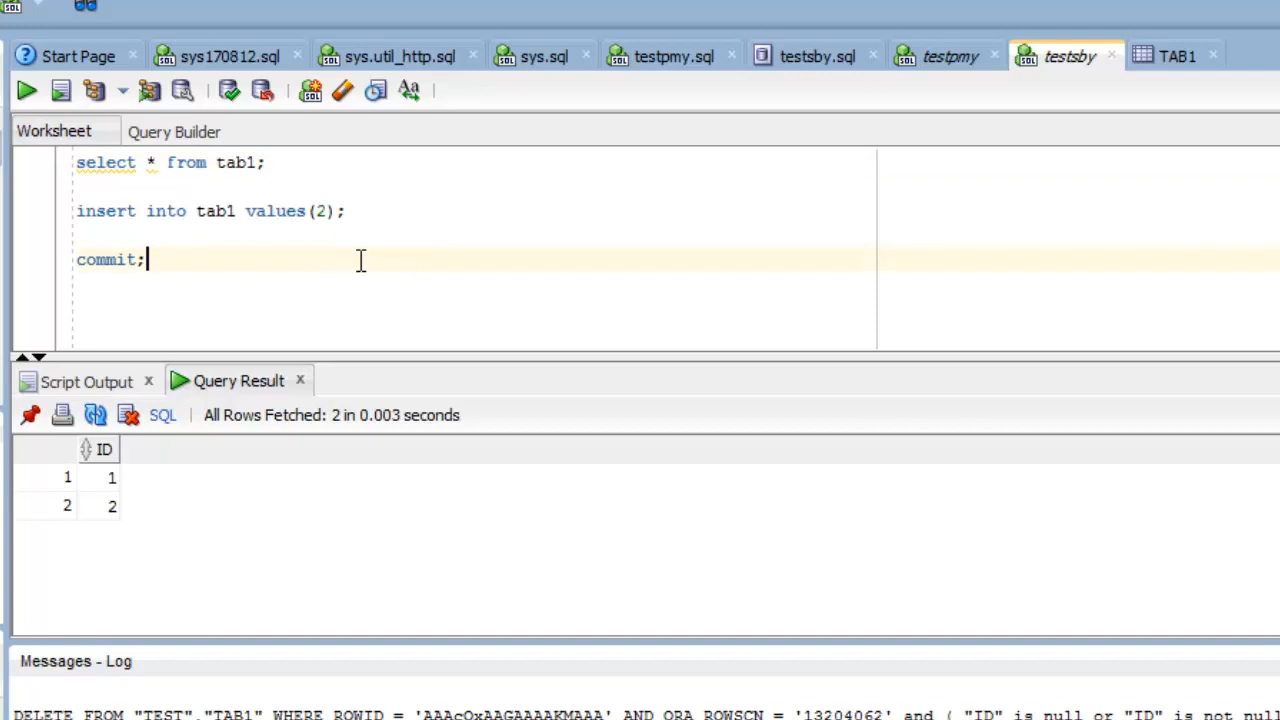 SQL
Start Page sys170812.sql sys.util_http.sql sys.sql testpmy.sql testsby.sql testpmy testsby TAB1
SQL Aa
Worksheet Query Builder
select * from tab1;
insert into tab1 values(2);
commit;
Script Output x Query Result x
SQL All Rows Fetched: 2 in 0.003 seconds
ID
1 1
2 2
Messages - Log
DELETE FROM "TEST"."TAB1" WHERE ROWID = 'AAAcOxAAGAAAAKMAAA' AND ORA_ROWSCN = '13204062' and ( "ID" is null or "ID" is not null